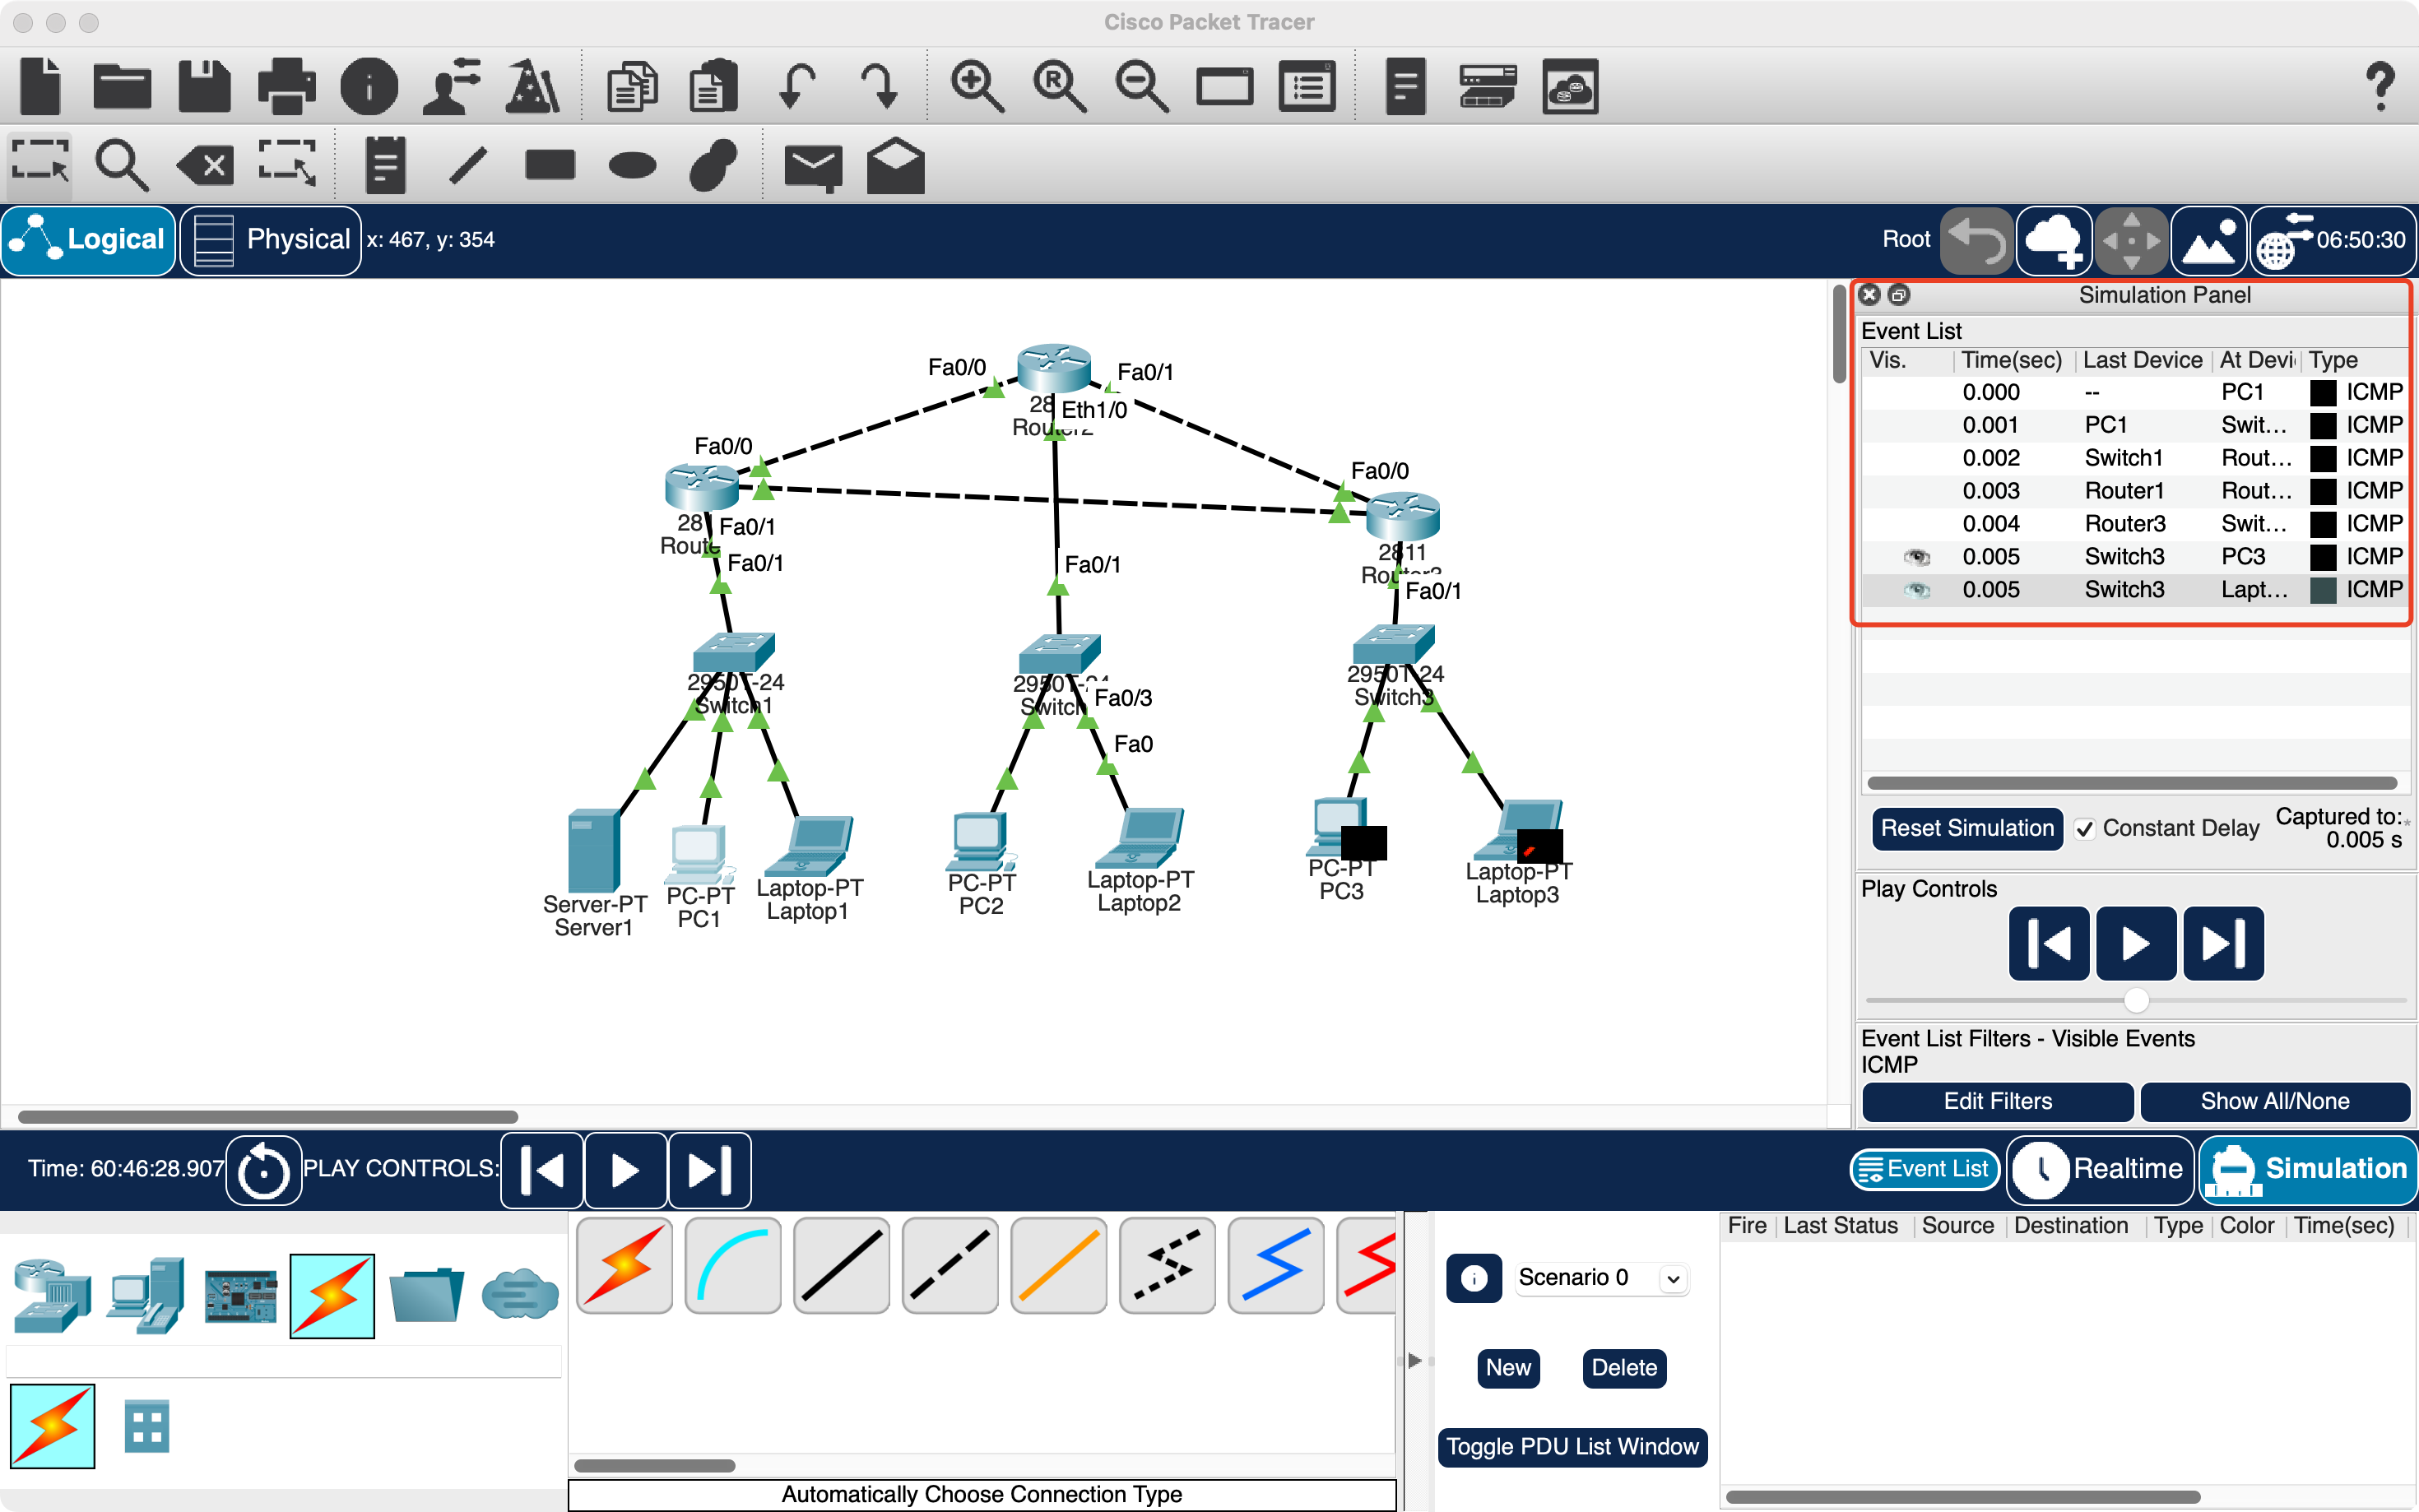 Cisco Packet Tracer
Logical
Physical
x: 467, y: 354
Root
06:50:30
Fa0/0
Fa0/1
28
Eth1/0
Router2
Fa0/0
Fa0/0
28
Fa0/1
Route
Fa0/1
2811
Fa0/1
Router3
Fa0/1
2950T-24
Switch1
2950T-24
Switch
Fa0/3
2950T-24
Switch3
Fa0
Server-PT
Server1
PC-PT
PC1
Laptop-PT
Laptop1
PC-PT
PC2
Laptop-PT
Laptop2
PC-PT
PC3
Laptop-PT
Laptop3
Simulation Panel
Event List
Vis. Time(sec) Last Device At Devi Type
0.000 -- PC1 ICMP
0.001 PC1 Swit... ICMP
0.002 Switch1 Rout... ICMP
0.003 Router1 Rout... ICMP
0.004 Router3 Swit... ICMP
0.005 Switch3 PC3 ICMP
0.005 Switch3 Lapt... ICMP
Reset Simulation
Constant Delay
Captured to:*
0.005 s
Play Controls
Event List Filters - Visible Events
ICMP
Edit Filters
Show All/None
Time: 60:46:28.907
PLAY CONTROLS:
Event List
Realtime
Simulation
Scenario 0
New
Delete
Toggle PDU List Window
Fire Last Status Source Destination Type Color Time(sec)
Automatically Choose Connection Type